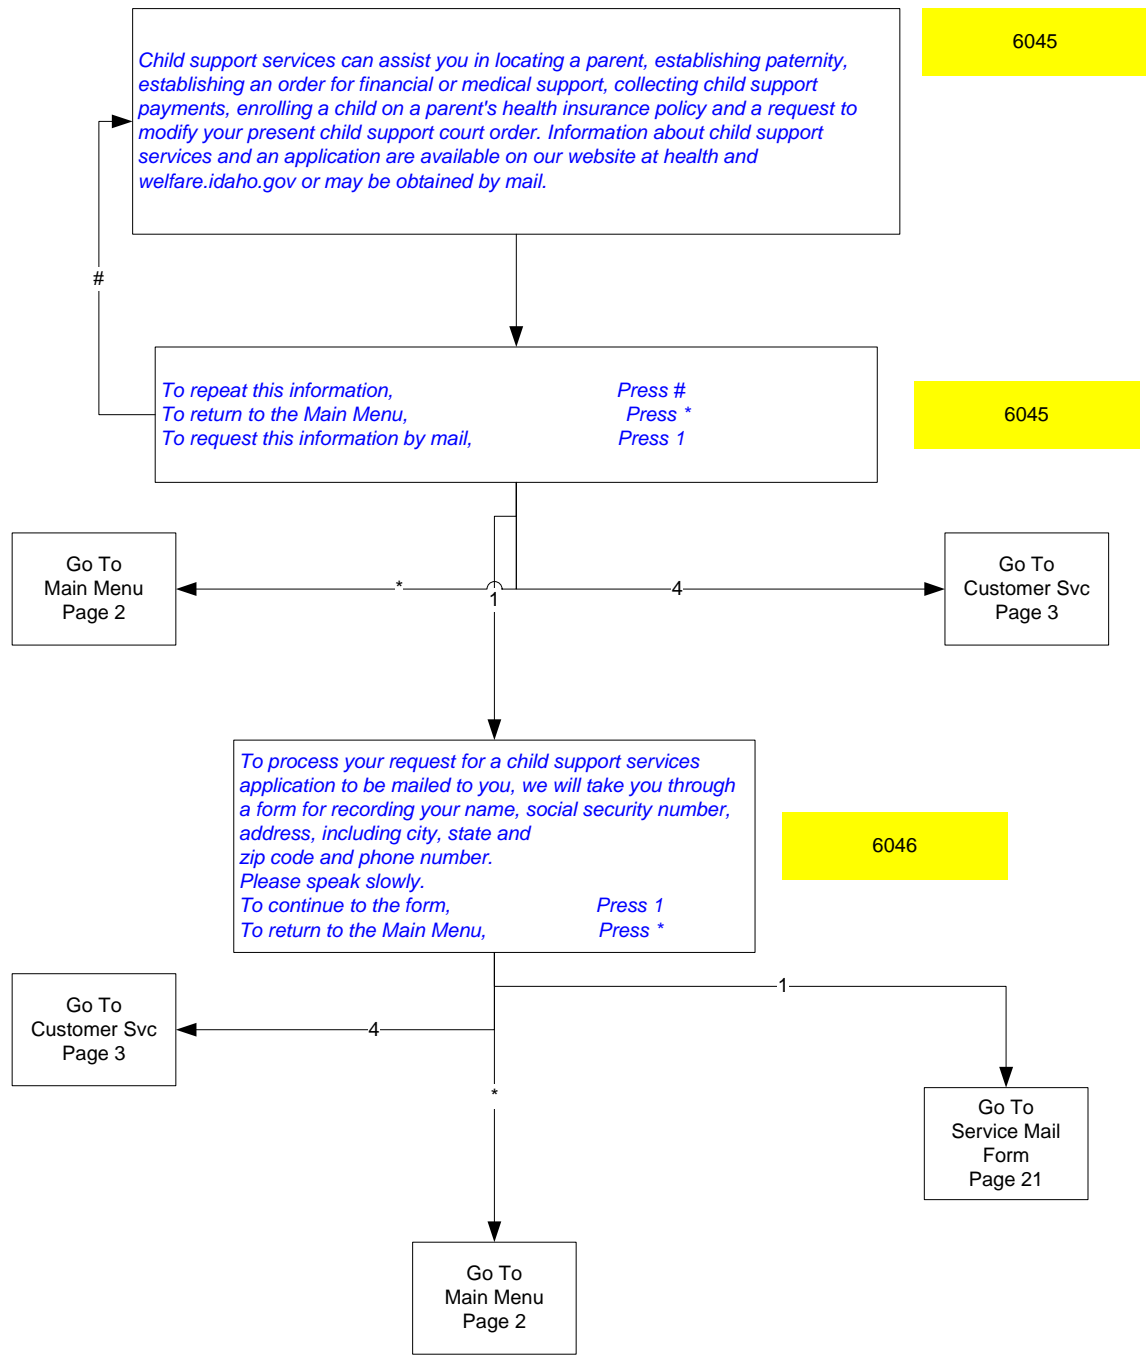 6045
Child support services can assist you in locating a parent, establishing paternity,
establishing an order for financial or medical support, collecting child support
payments, enrolling a child on a parent's health insurance policy and a request to
modify your present child support court order. Information about child support
services and an application are available on our website at health and
welfare.idaho.gov or may be obtained by mail.
#
To repeat this information, Press #
To return to the Main Menu, Press *
To request this information by mail, Press 1
6045
Go To
Main Menu
Page 2
*
1
4
Go To
Customer Svc
Page 3
To process your request for a child support services
application to be mailed to you, we will take you through
a form for recording your name, social security number,
address, including city, state and
zip code and phone number.
Please speak slowly.
To continue to the form, Press 1
To return to the Main Menu, Press *
6046
Go To
Customer Svc
Page 3
4
1
*
Go To
Service Mail
Form
Page 21
Go To
Main Menu
Page 2